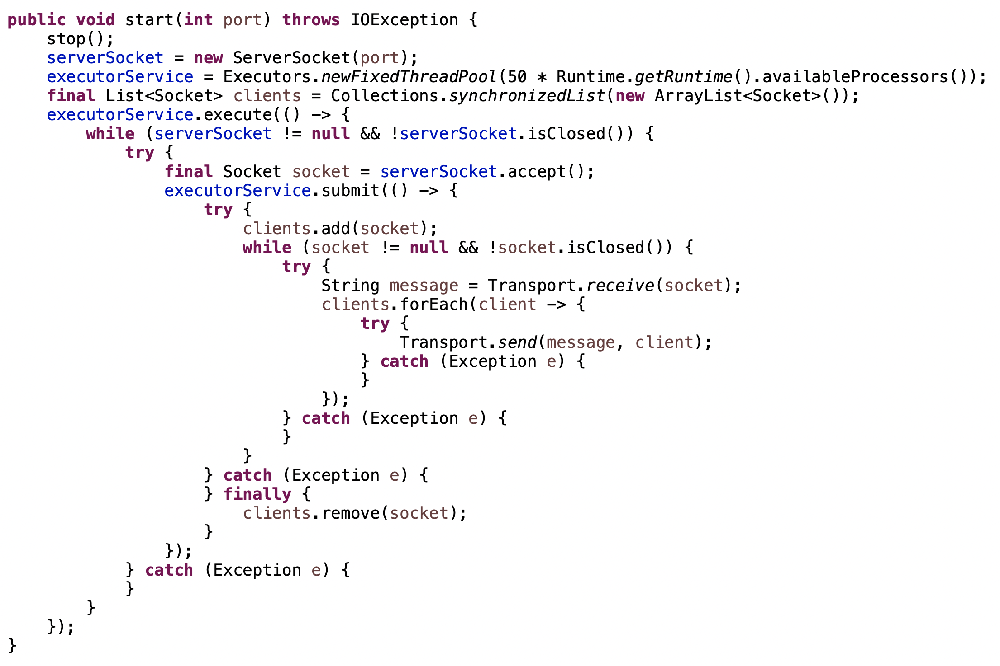 public void start(int port) throws IOException {
    stop();
    serverSocket = new ServerSocket(port);
    executorService = Executors.newFixedThreadPool(50 * Runtime.getRuntime().availableProcessors());
    final List<Socket> clients = Collections.synchronizedList(new ArrayList<Socket>());
    executorService.execute(() -> {
        while (serverSocket != null && !serverSocket.isClosed()) {
            try {
                final Socket socket = serverSocket.accept();
                executorService.submit(() -> {
                    try {
                        clients.add(socket);
                        while (socket != null && !socket.isClosed()) {
                            try {
                                String message = Transport.receive(socket);
                                clients.forEach(client -> {
                                    try {
                                        Transport.send(message, client);
                                    } catch (Exception e) {
                                    }
                                });
                            } catch (Exception e) {
                            }
                        }
                    } catch (Exception e) {
                    } finally {
                        clients.remove(socket);
                    }
                });
            } catch (Exception e) {
            }
        }
    });
}